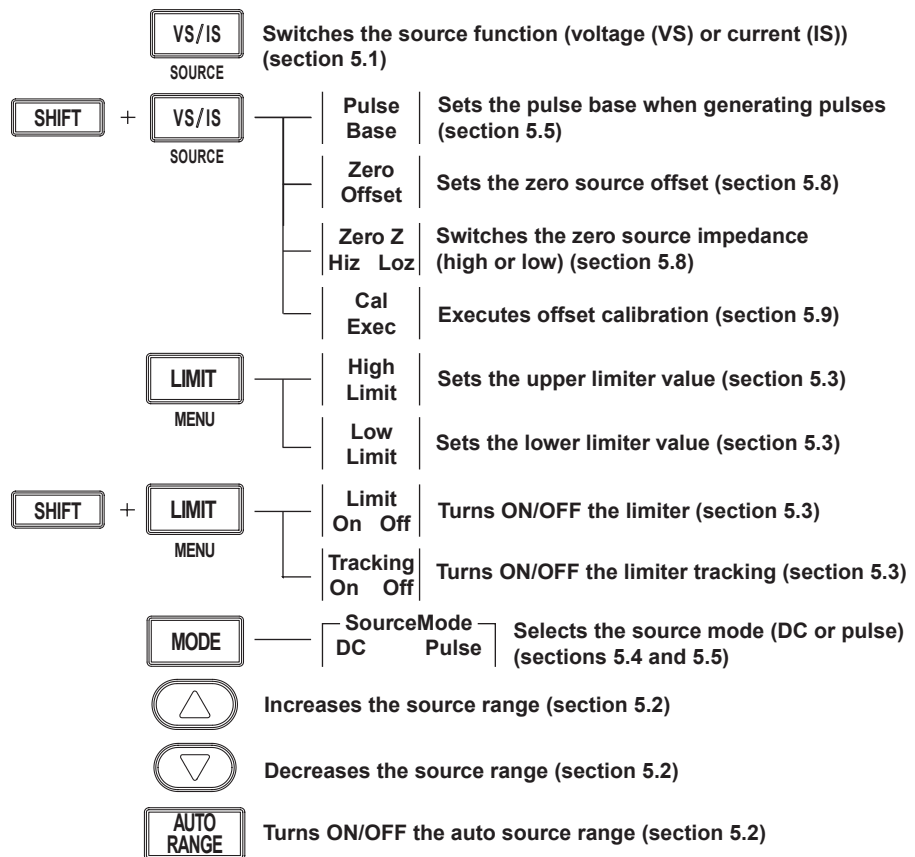 VS/IS
SOURCE
Switches the source function (voltage (VS) or current (IS))
(section 5.1)
SHIFT + VS/IS
SOURCE
Pulse
Base
Sets the pulse base when generating pulses
(section 5.5)
Zero
Offset
Sets the zero source offset (section 5.8)
Zero Z
Hiz Loz
Switches the zero source impedance
(high or low) (section 5.8)
Cal
Exec
Executes offset calibration (section 5.9)
LIMIT
MENU
High
Limit
Sets the upper limiter value (section 5.3)
Low
Limit
Sets the lower limiter value (section 5.3)
SHIFT + LIMIT
MENU
Limit
On Off
Turns ON/OFF the limiter (section 5.3)
Tracking
On Off
Turns ON/OFF the limiter tracking (section 5.3)
MODE
SourceMode
DC Pulse
Selects the source mode (DC or pulse)
(sections 5.4 and 5.5)
Increases the source range (section 5.2)
Decreases the source range (section 5.2)
AUTO
RANGE
Turns ON/OFF the auto source range (section 5.2)